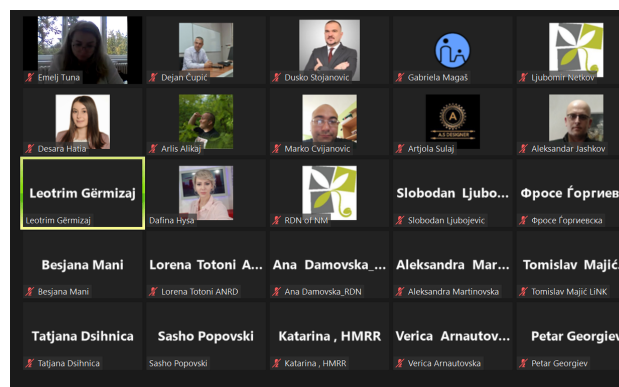 Emelj Tuna
Dejan Čupić
Dusko Stojanovic
Gabriela Magaš
Ljubomir Netkov
Desara Hatia
Arlis Alikaj
Marko Cvijanovic
A
A.S DESIGNER
Artjola Sulaj
Aleksandar Jashkov
Leotrim Gërmizaj
Leotrim Gërmizaj
Dafina Hysa
RDN of NM
Slobodan Ljubo...
Slobodan Ljubojevic
Фросе Ѓоргиев
Фросе Ѓоргиевска
Besjana Mani
Besjana Mani
Lorena Totoni A...
Lorena Totoni ANRD
Ana Damovska_...
Ana Damovska_RDN
Aleksandra Mar...
Aleksandra Martinovska
Tomislav Majić.
Tomislav Majić LiNK
Tatjana Dsihnica
Tatjana Dsihnica
Sasho Popovski
Sasho Popovski
Katarina , HMRR
Katarina , HMRR
Verica Arnautov...
Verica Arnautovska
Petar Georgiev
Petar Georgiev